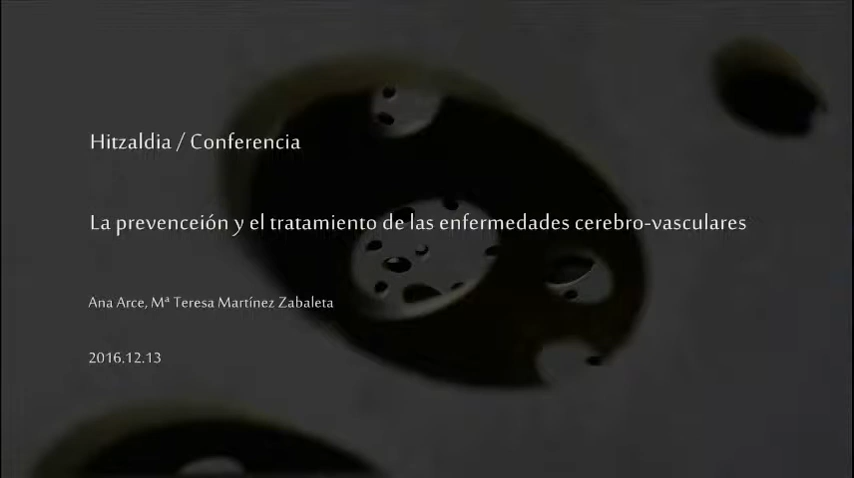 Hitzaldia / Conferencia
La prevenceión y el tratamiento de las enfermedades cerebro-vasculares
Ana Arce, Mª Teresa Martínez Zabaleta
2016.12.13